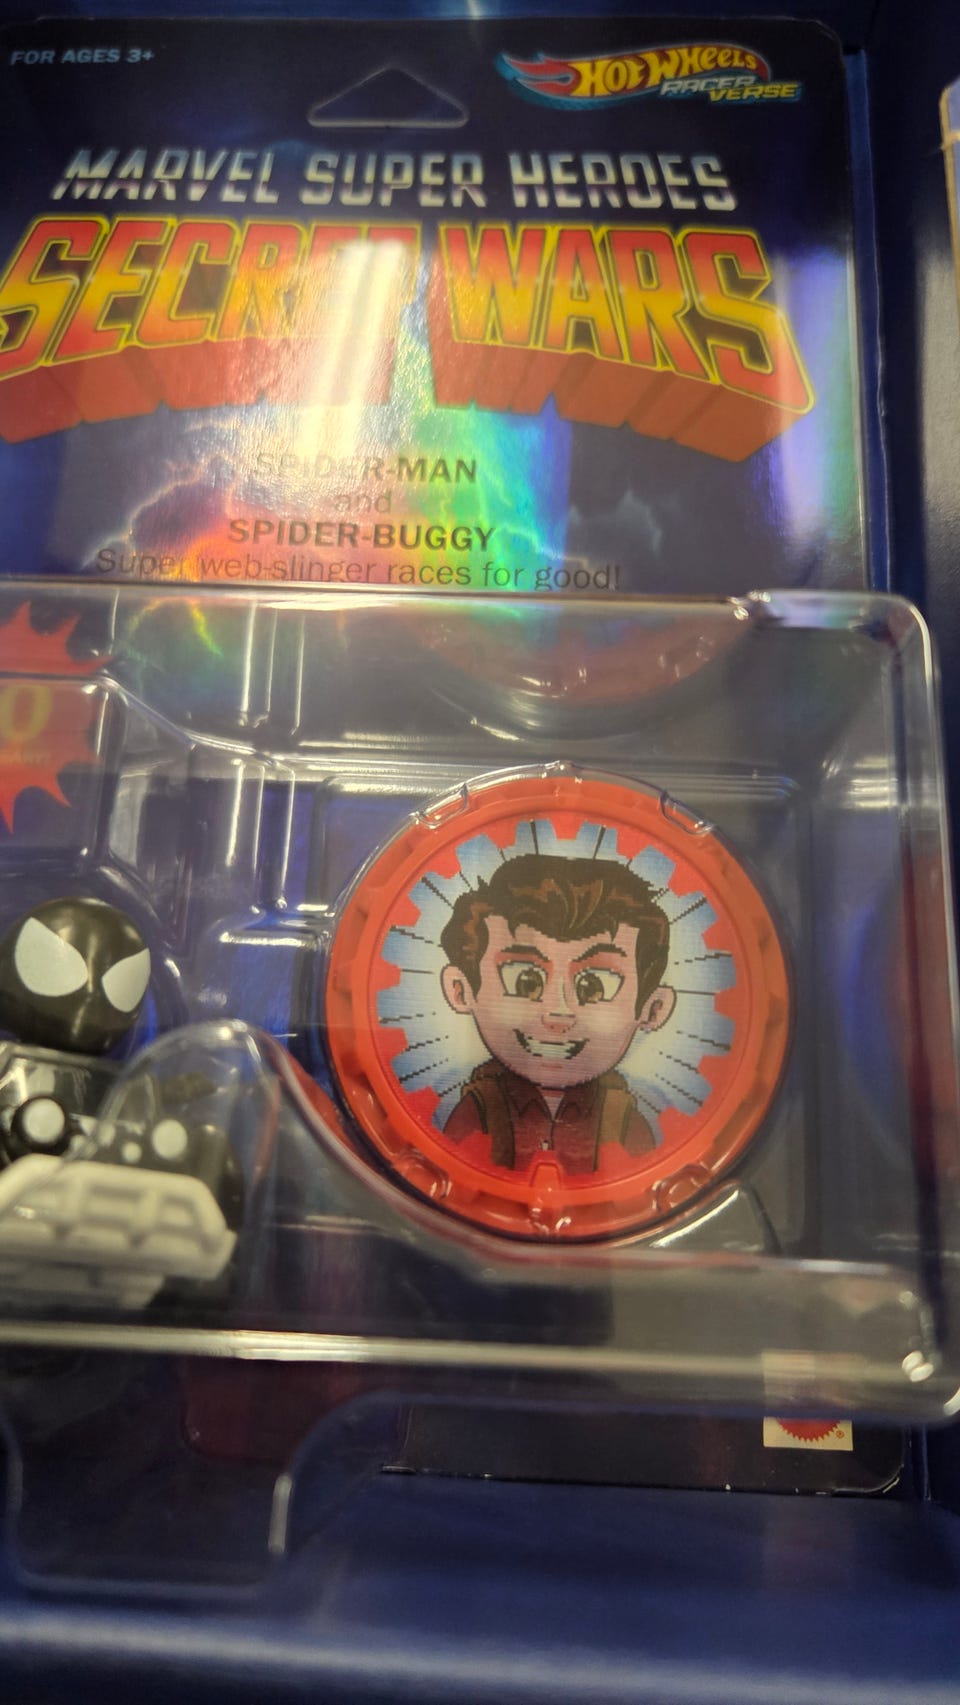 FOR AGES 3+
HOT WHEELS
RACER
VERSE
MARVEL SUPER HEROES
SECRET WARS
SPIDER-MAN
and
SPIDER-BUGGY
Super web-slinger races for good!
0
®